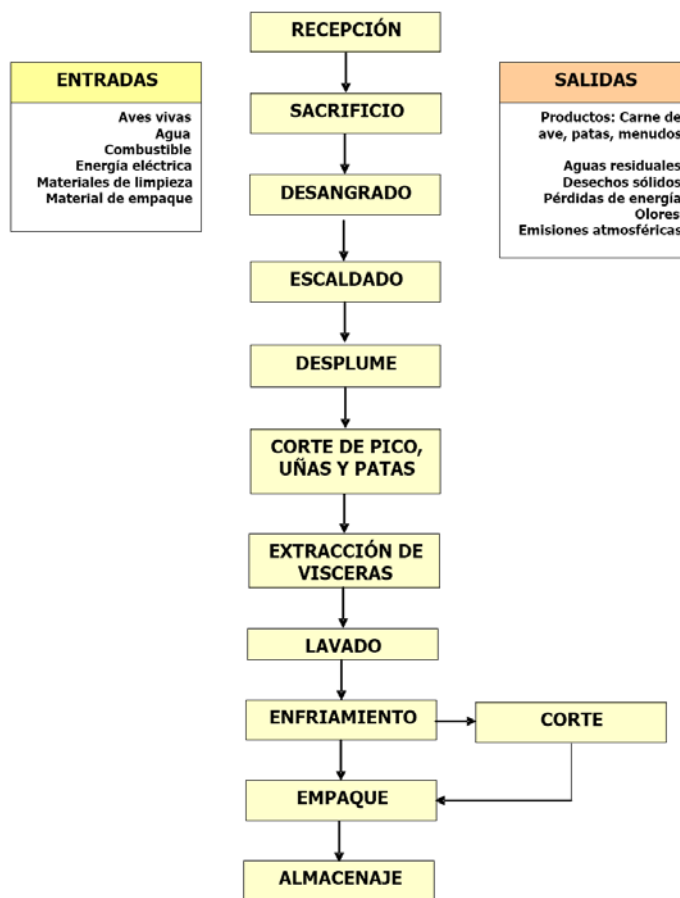 RECEPCIÓN
ENTRADAS
Aves vivas
Agua
Combustible
Energía eléctrica
Materiales de limpieza
Material de empaque
SALIDAS
Productos: Carne de
ave, patas, menudos
Aguas residuales
Desechos sólidos
Pérdidas de energía
Olores
Emisiones atmosféricas
SACRIFICIO
DESANGRADO
ESCALDADO
DESPLUME
CORTE DE PICO,
UÑAS Y PATAS
EXTRACCIÓN DE
VISCERAS
LAVADO
ENFRIAMIENTO
CORTE
EMPAQUE
ALMACENAJE